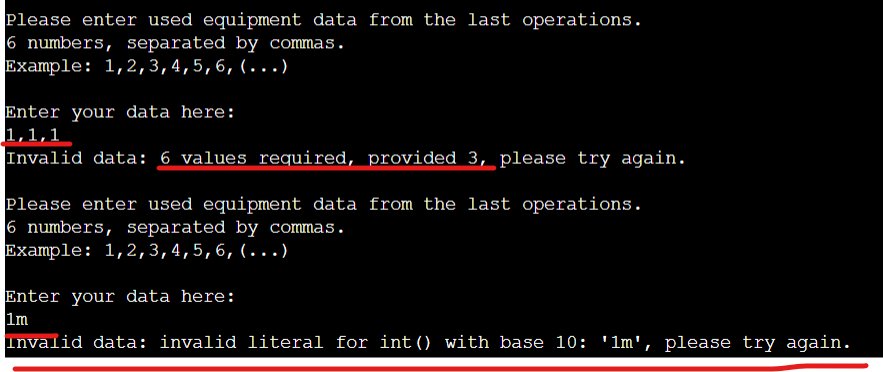 Please enter used equipment data from the last operations.
6 numbers, separated by commas.
Example: 1,2,3,4,5,6,(...)
Enter your data here:
1,1,1
Invalid data: 6 values required, provided 3, please try again.
Please enter used equipment data from the last operations.
6 numbers, separated by commas.
Example: 1,2,3,4,5,6,(...)
Enter your data here:
1m
Invalid data: invalid literal for int() with base 10: '1m', please try again.